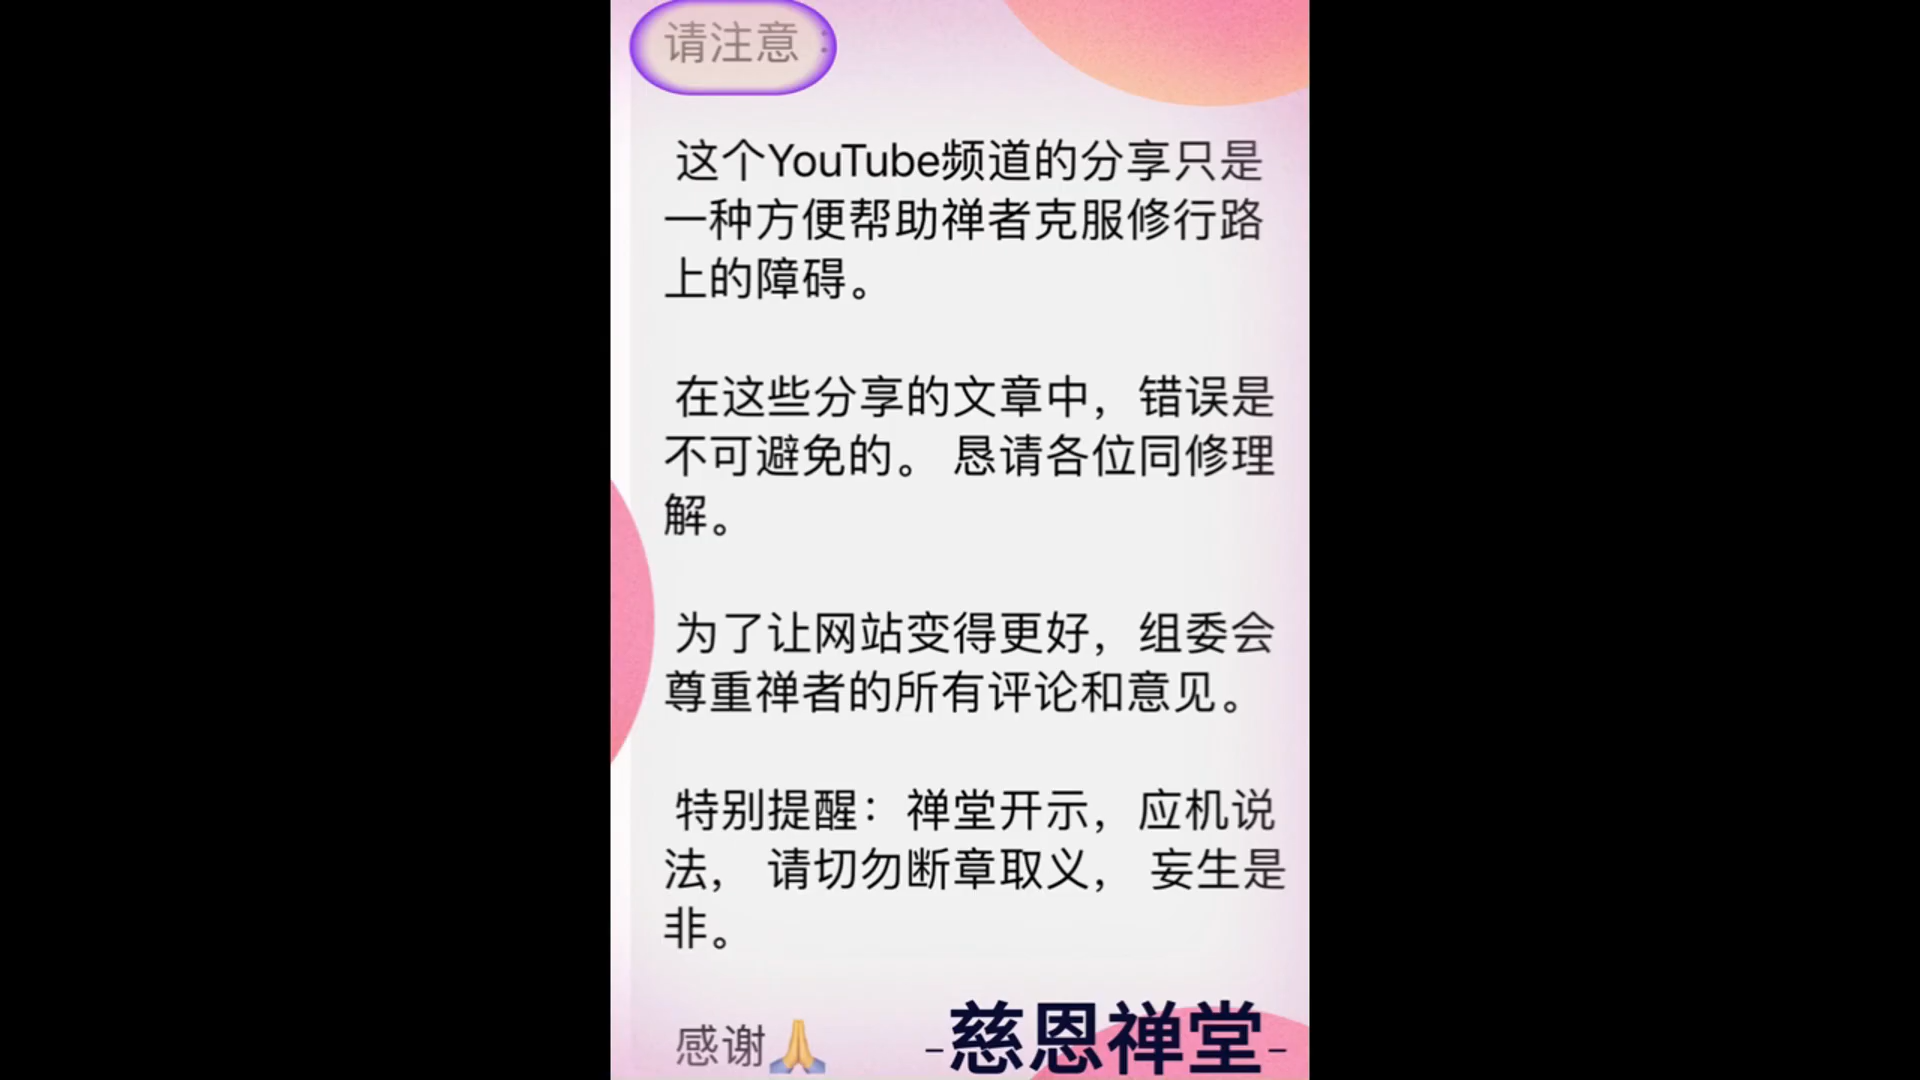 请注意：
这个YouTube频道的分享只是
一种方便帮助禅者克服修行路
上的障碍。
在这些分享的文章中，错误是
不可避免的。 恳请各位同修理
解。
为了让网站变得更好，组委会
尊重禅者的所有评论和意见。
特别提醒：禅堂开示，应机说
法， 请切勿断章取义， 妄生是
非。
感谢🙏
-慈恩禅堂-